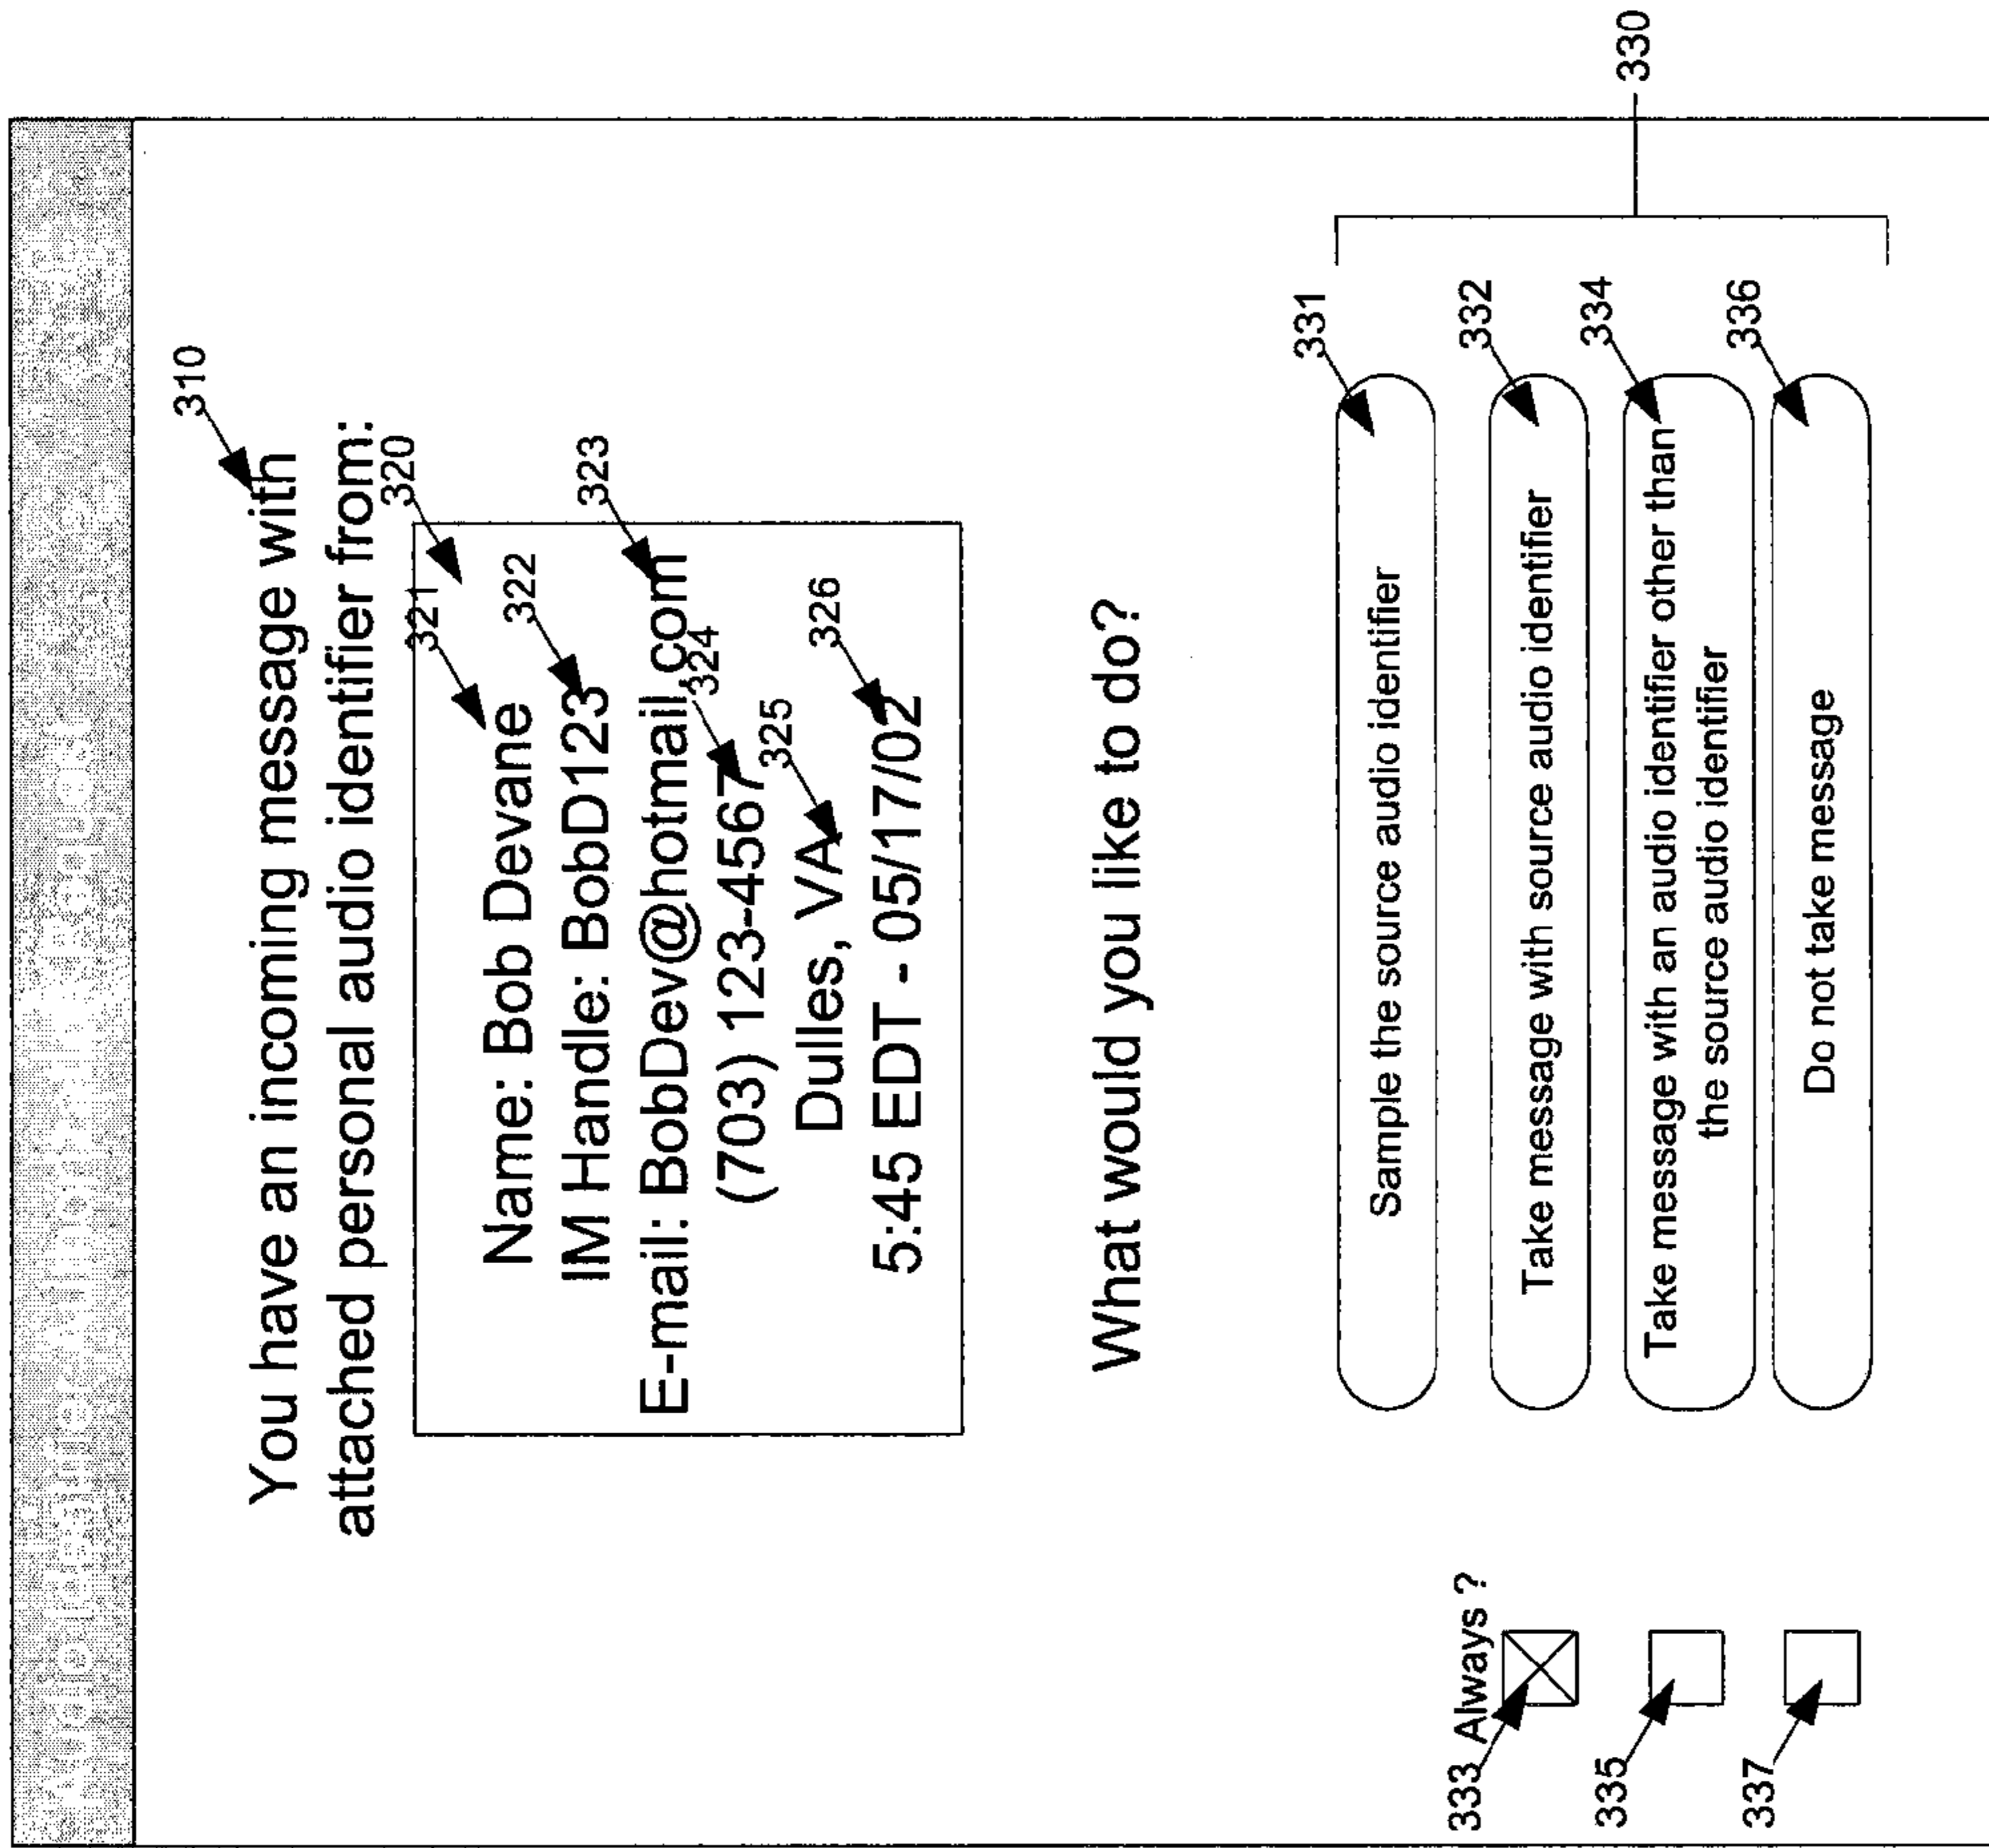 Audio Identifier Authorization Request
310
You have an incoming message with
attached personal audio identifier from:
320
321
Name: Bob Devane
322
IM Handle: BobD123
323
E-mail: BobDev@hotmail.com
324
(703) 123-4567
325
Dulles, VA
326
5:45 EDT - 05/17/02
What would you like to do?
331
Sample the source audio identifier
333 Always ?
332
Take message with source audio identifier
330
335
334
Take message with an audio identifier other than
the source audio identifier
337
336
Do not take message